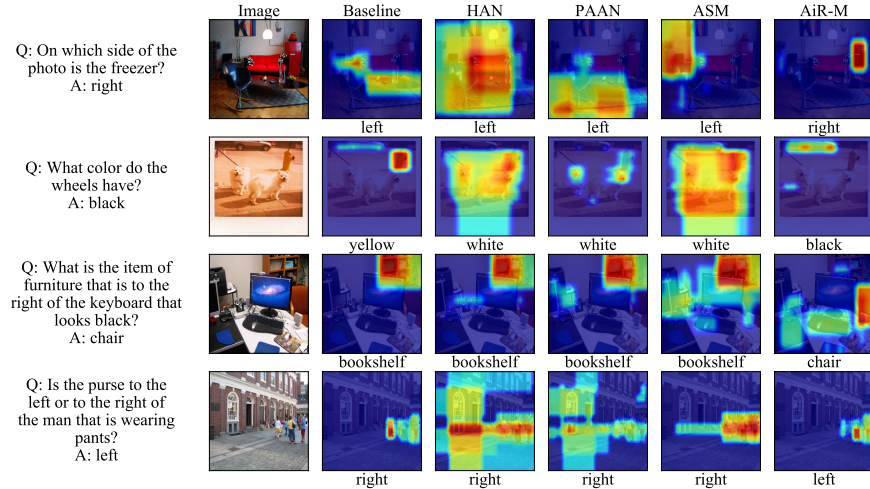 Image Baseline HAN PAAN ASM AiR-M
Q: On which side of the
photo is the freezer?
A: right
left left left left right
Q: What color do the
wheels have?
A: black
yellow white white white black
Q: What is the item of
furniture that is to the
right of the keyboard that
looks black?
A: chair
bookshelf bookshelf bookshelf bookshelf chair
Q: Is the purse to the
left or to the right of
the man that is wearing
pants?
A: left
right right right right left